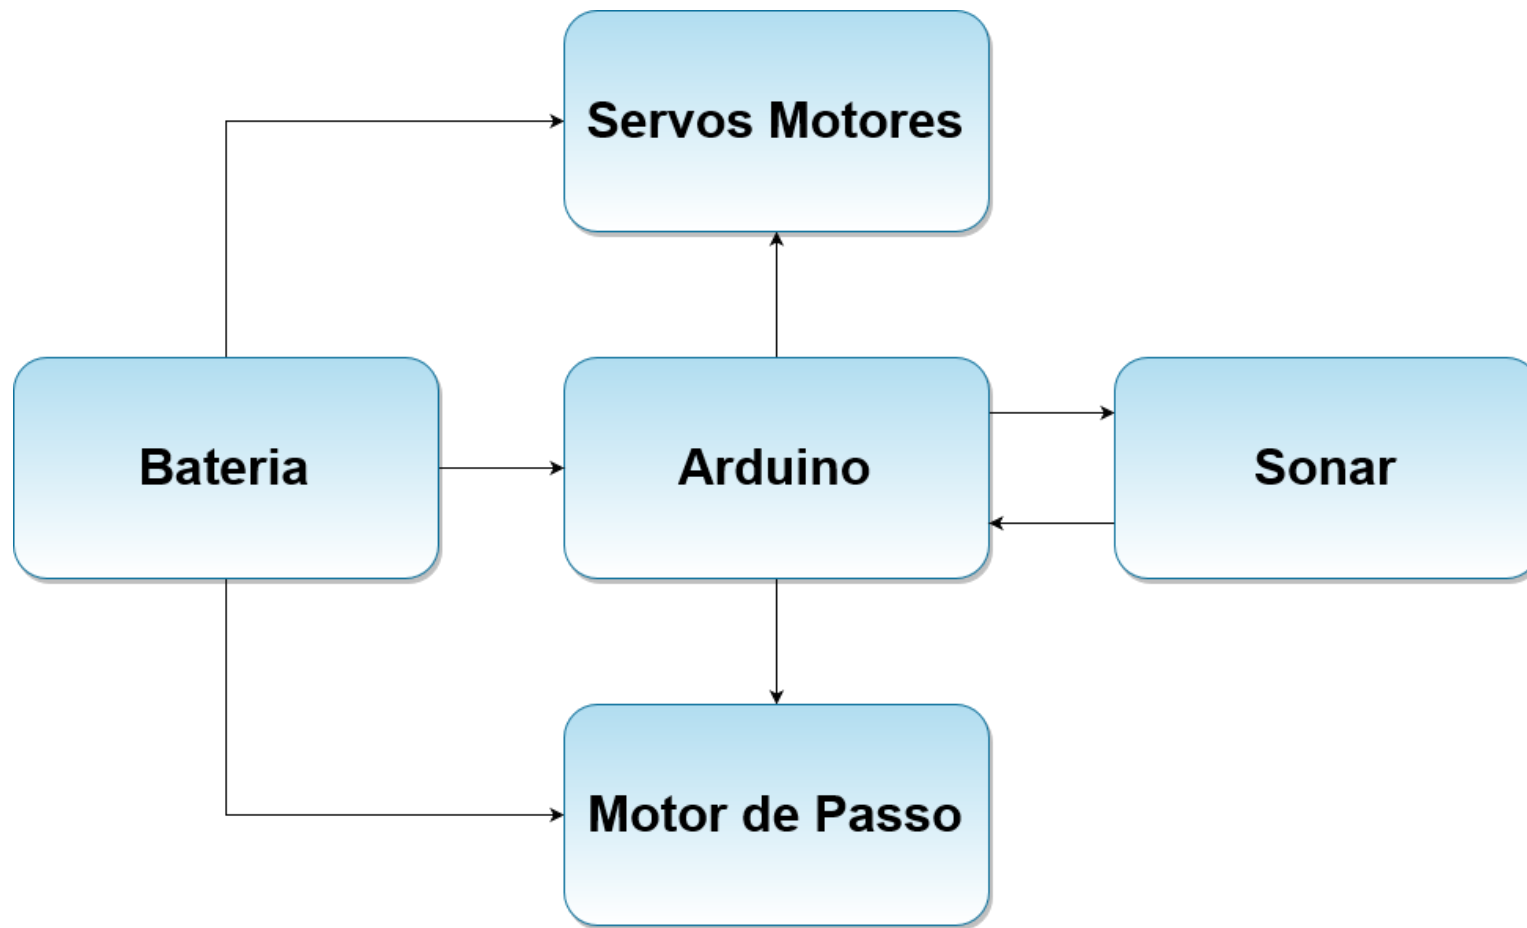 Servos Motores
Bateria
Arduino
Sonar
Motor de Passo